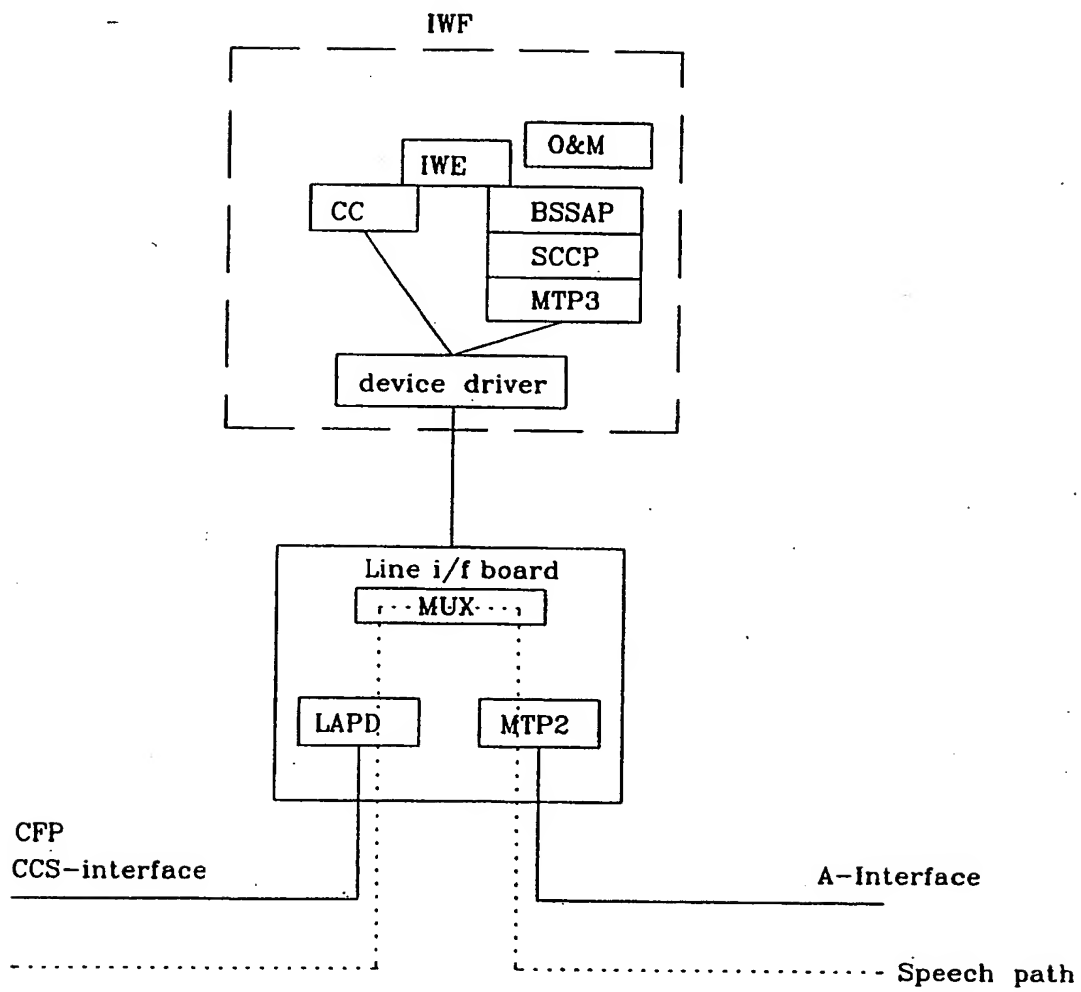 IWF
O&M
IWE
CC
BSSAP
SCCP
MTP3
device driver
Line i/f board
MUX
LAPD
MTP2
CFP
CCS-interface
A-Interface
Speech path